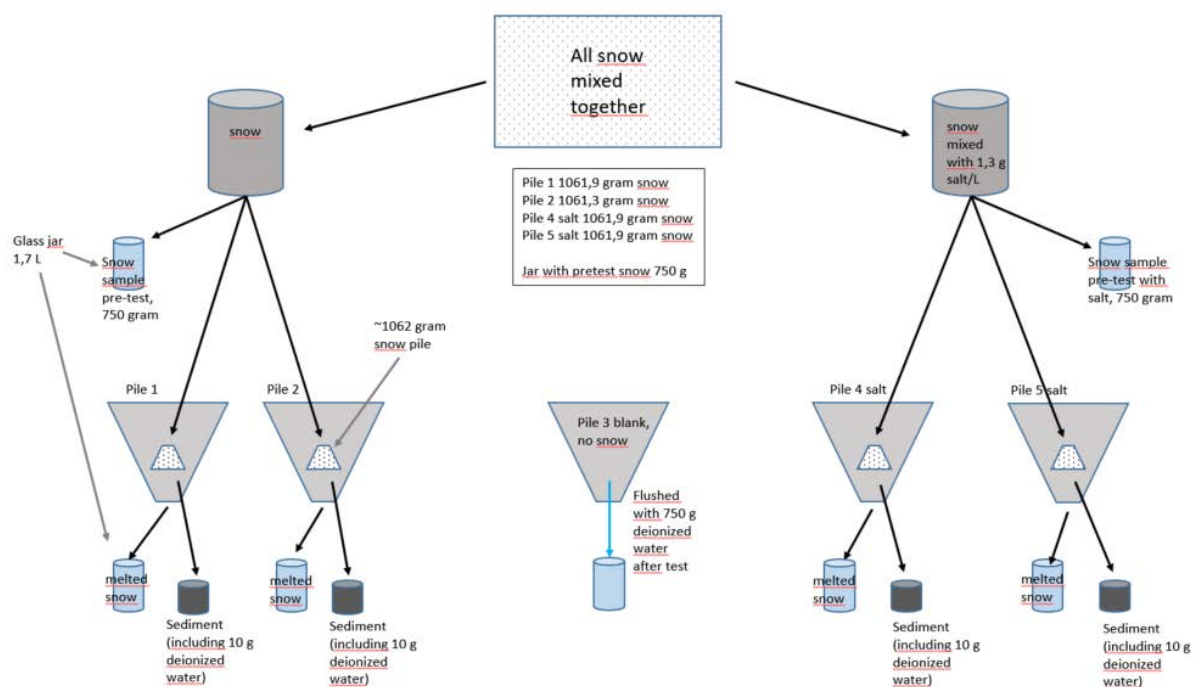 All snow
mixed
together
snow
snow
mixed
with 1,3 g
salt/L
Pile 1 1061,9 gram snow
Pile 2 1061,3 gram snow
Pile 4 salt 1061,9 gram snow
Pile 5 salt 1061,9 gram snow
Jar with pretest snow 750 g
Glass jar
1,7 L
Snow
sample
pre-test,
750 gram
Snow sample
pre-test with
salt, 750 gram
~1062 gram
snow pile
Pile 1
Pile 2
Pile 3 blank,
no snow
Pile 4 salt
Pile 5 salt
Flushed
with 750 g
deionized
water
after test
melted
snow
melted
snow
melted
snow
melted
snow
Sediment
(including 10 g
deionized
water)
Sediment
(including 10 g
deionized
water)
Sediment
(including 10 g
deionized
water)
Sediment
(including 10 g
deionized
water)